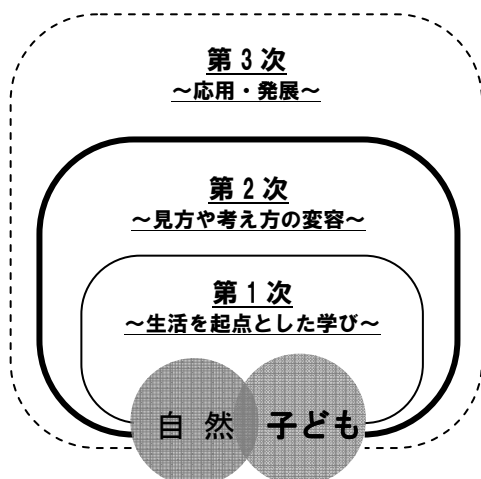 第３次
～応用・発展～
第２次
～見方や考え方の変容～
第１次
～生活を起点とした学び～
自 然 子ども